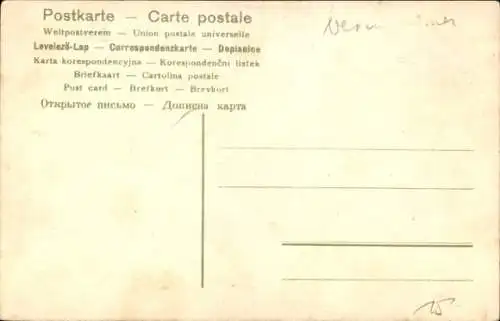 Postkarte — Carte postale
Weltpostverein — Union postale universelle
Levelező-Lap — Correspondenzkarte — Dopisnice
Karta korespondencyjna — Korespondenční lístek
Briefkaart — Cartolina postale
Post card — Brefkort — Brevkort
Открытое письмо — Дописна карта